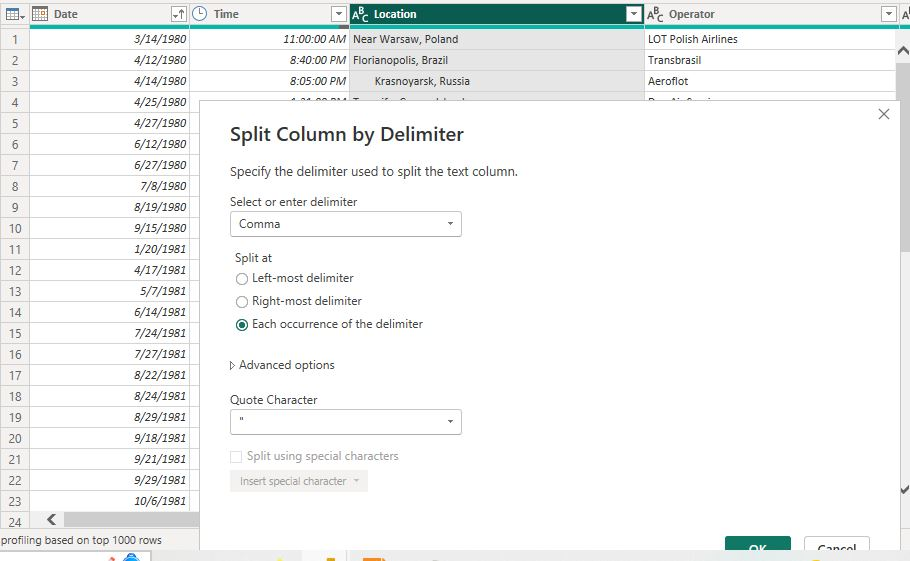 Date Time ABC Location ABC Operator
1 3/14/1980 11:00:00 AM Near Warsaw, Poland LOT Polish Airlines
2 4/12/1980 8:40:00 PM Florianopolis, Brazil Transbrasil
3 4/14/1980 8:05:00 PM Krasnoyarsk, Russia Aeroflot
4 4/25/1980
5 4/27/1980
6 6/12/1980
7 6/27/1980
8 7/8/1980
9 8/19/1980
10 9/15/1980
11 1/20/1981
12 4/17/1981
13 5/7/1981
14 6/14/1981
15 7/24/1981
16 7/27/1981
17 8/22/1981
18 8/24/1981
19 8/29/1981
20 9/18/1981
21 9/21/1981
22 9/29/1981
23 10/6/1981
24
profiling based on top 1000 rows
Split Column by Delimiter
Specify the delimiter used to split the text column.
Select or enter delimiter
Comma
Split at
Left-most delimiter
Right-most delimiter
Each occurrence of the delimiter
Advanced options
Quote Character
"
Split using special characters
Insert special character
OK Cancel